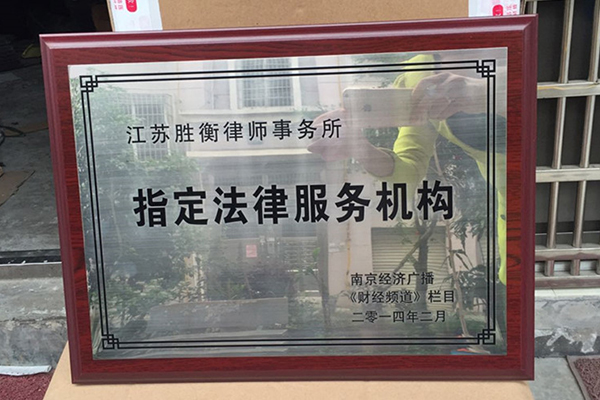 江苏胜衡律师事务所
指定法律服务机构
南京经济广播
《财经频道》栏目
二零一四年二月